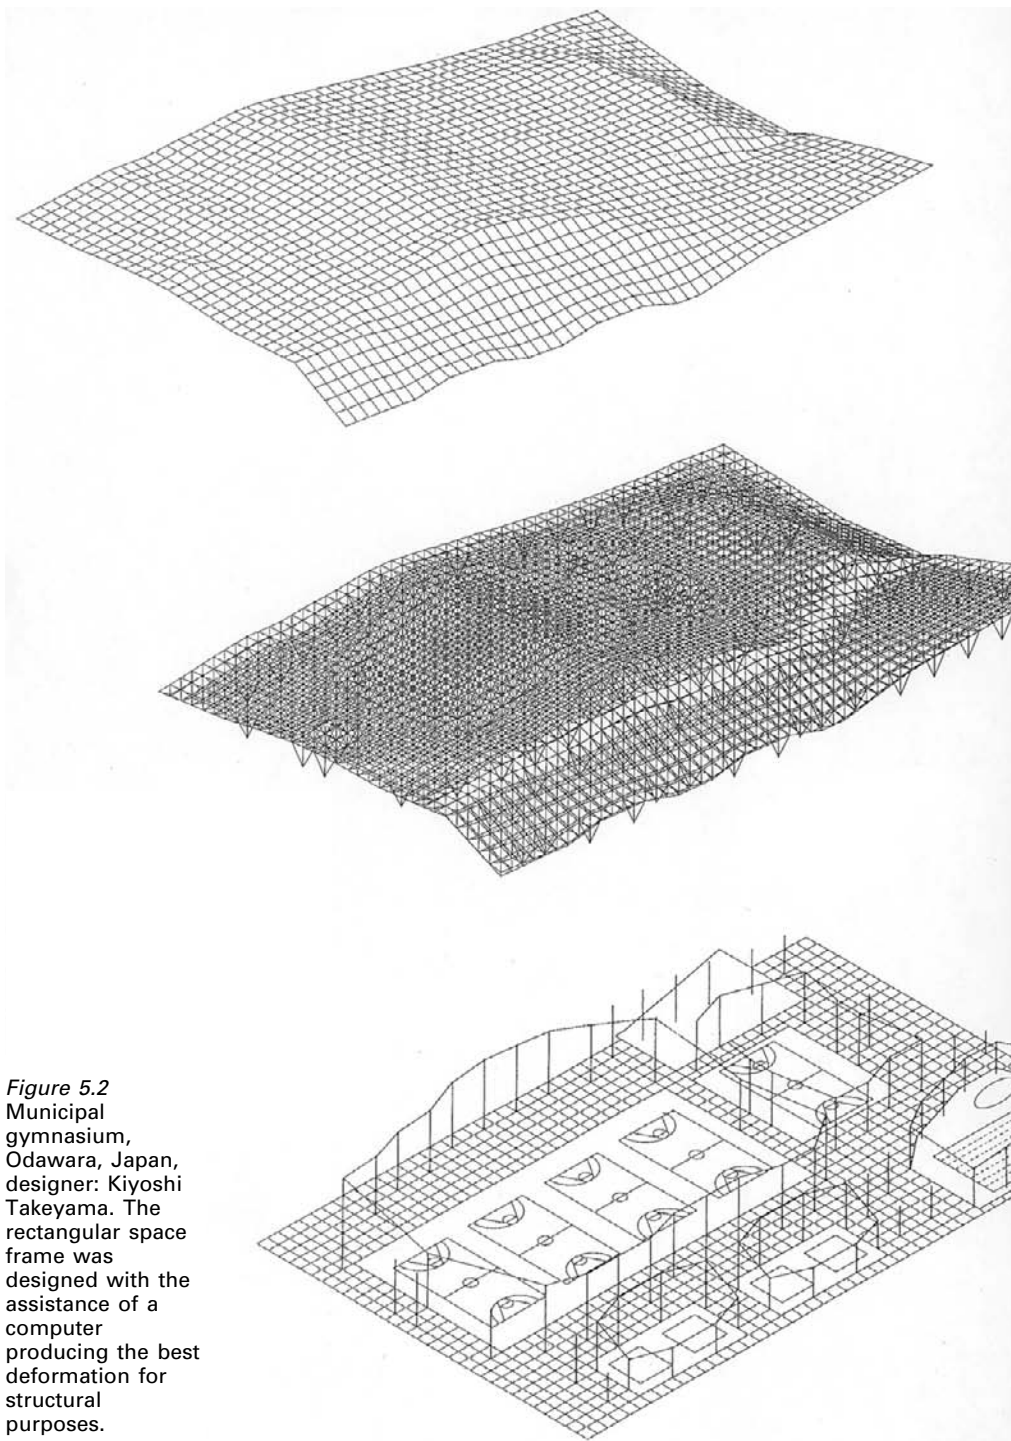 Figure 5.2
Municipal
gymnasium,
Odawara, Japan,
designer: Kiyoshi
Takeyama. The
rectangular space
frame was
designed with the
assistance of a
computer
producing the best
deformation for
structural
purposes.